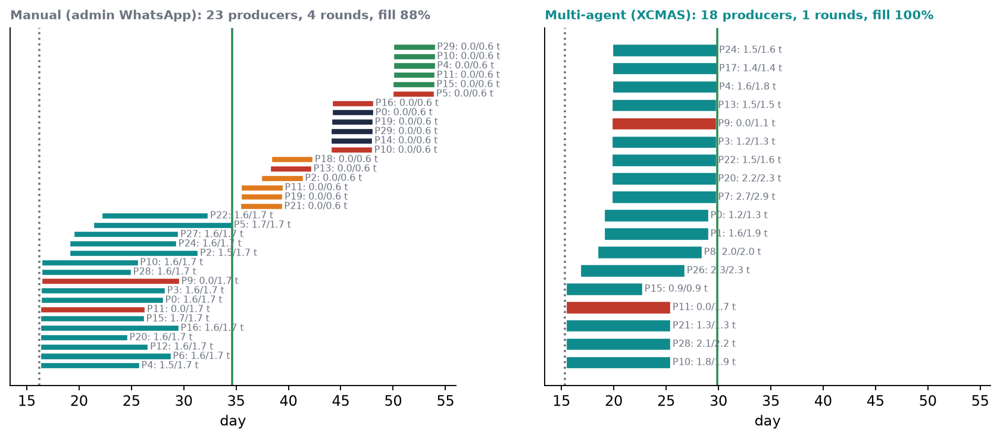 Manual (admin WhatsApp): 23 producers, 4 rounds, fill 88%
P29: 0.0/0.6 t
P10: 0.0/0.6 t
P4: 0.0/0.6 t
P11: 0.0/0.6 t
P15: 0.0/0.6 t
P5: 0.0/0.6 t
P16: 0.0/0.6 t
P0: 0.0/0.6 t
P19: 0.0/0.6 t
P29: 0.0/0.6 t
P14: 0.0/0.6 t
P10: 0.0/0.6 t
P18: 0.0/0.6 t
P13: 0.0/0.6 t
P2: 0.0/0.6 t
P11: 0.0/0.6 t
P19: 0.0/0.6 t
P21: 0.0/0.6 t
P22: 1.6/1.7 t
P5: 1.7/1.7 t
P27: 1.6/1.7 t
P24: 1.6/1.7 t
P2: 1.5/1.7 t
P10: 1.6/1.7 t
P28: 1.6/1.7 t
P9: 0.0/1.7 t
P3: 1.6/1.7 t
P0: 1.6/1.7 t
P11: 0.0/1.7 t
P15: 1.7/1.7 t
P16: 1.6/1.7 t
P20: 1.6/1.7 t
P12: 1.6/1.7 t
P6: 1.6/1.7 t
P4: 1.5/1.7 t
15 20 25 30 35 40 45 50 55
day
Multi-agent (XCMAS): 18 producers, 1 rounds, fill 100%
P24: 1.5/1.6 t
P17: 1.4/1.4 t
P4: 1.6/1.8 t
P13: 1.5/1.5 t
P9: 0.0/1.1 t
P3: 1.2/1.3 t
P22: 1.5/1.6 t
P20: 2.2/2.3 t
P7: 2.7/2.9 t
P0: 1.2/1.3 t
P1: 1.6/1.9 t
P8: 2.0/2.0 t
P26: 2.3/2.3 t
P15: 0.9/0.9 t
P11: 0.0/1.7 t
P21: 1.3/1.3 t
P28: 2.1/2.2 t
P10: 1.8/1.9 t
15 20 25 30 35 40 45 50 55
day